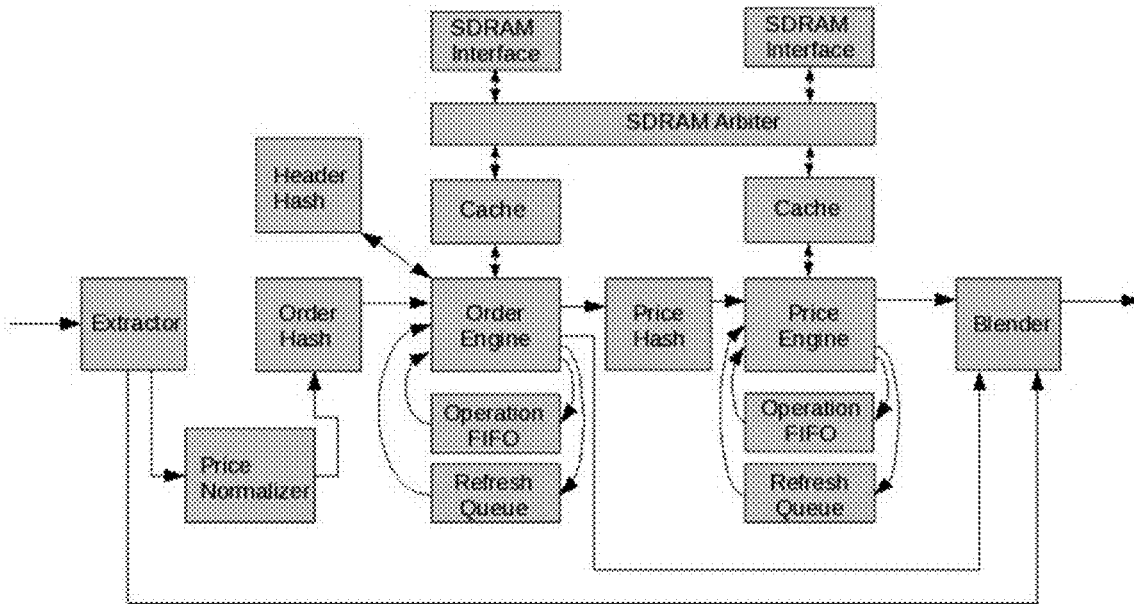 SDRAM
Interface
SDRAM
Interface
SDRAM Arbiter
Header
Hash
Cache
Cache
Extractor
Order
Hash
Order
Engine
Price
Hash
Price
Engine
Blender
Operation
FIFO
Operation
FIFO
Price
Normalizer
Refresh
Queue
Refresh
Queue